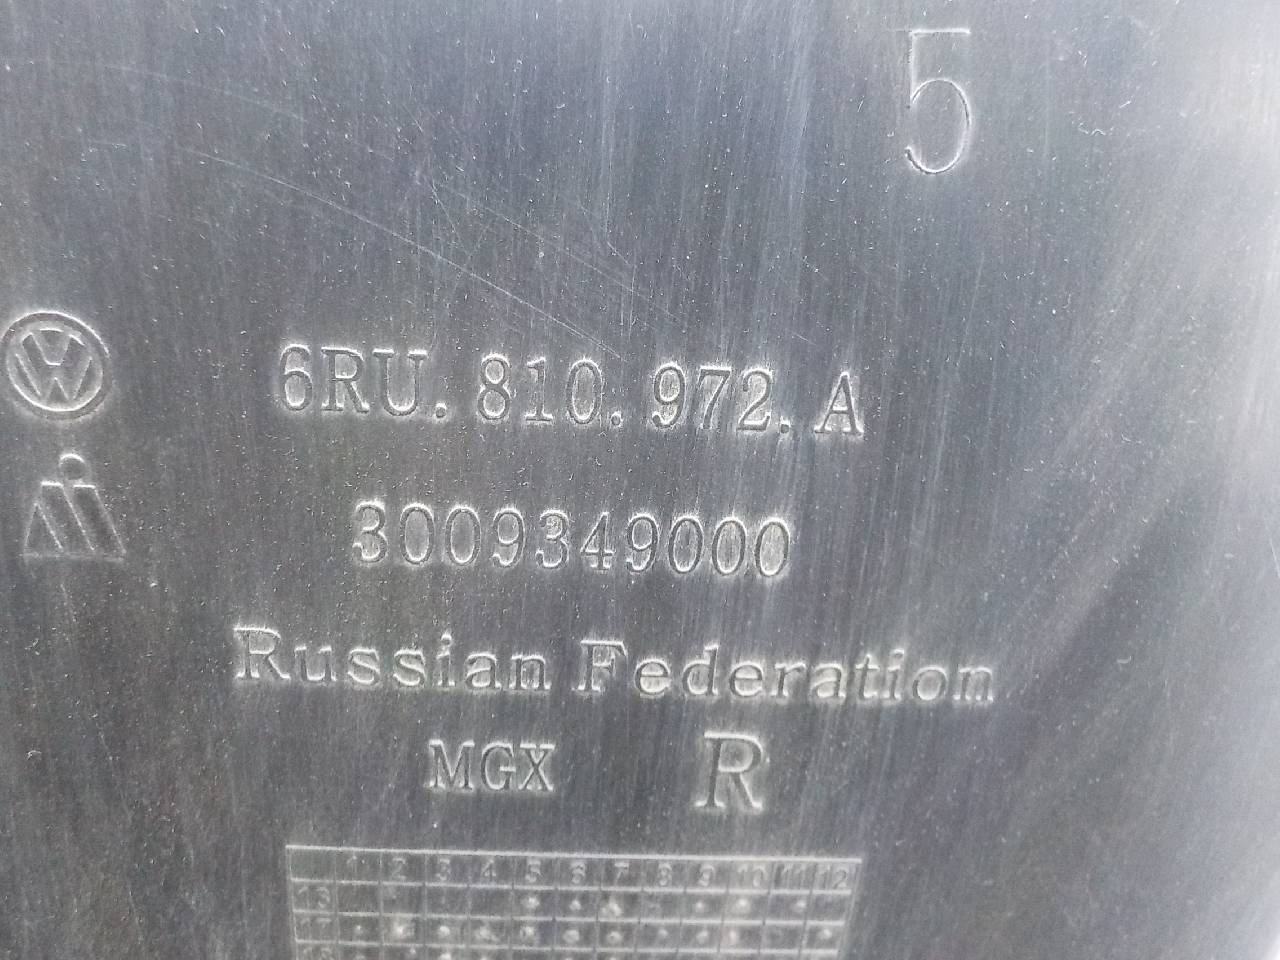 5
6RU.810.972.A
3009349000
Russian Federation
MGX R
1 2 3 4 5 6 7 8 9 10 11 12
13